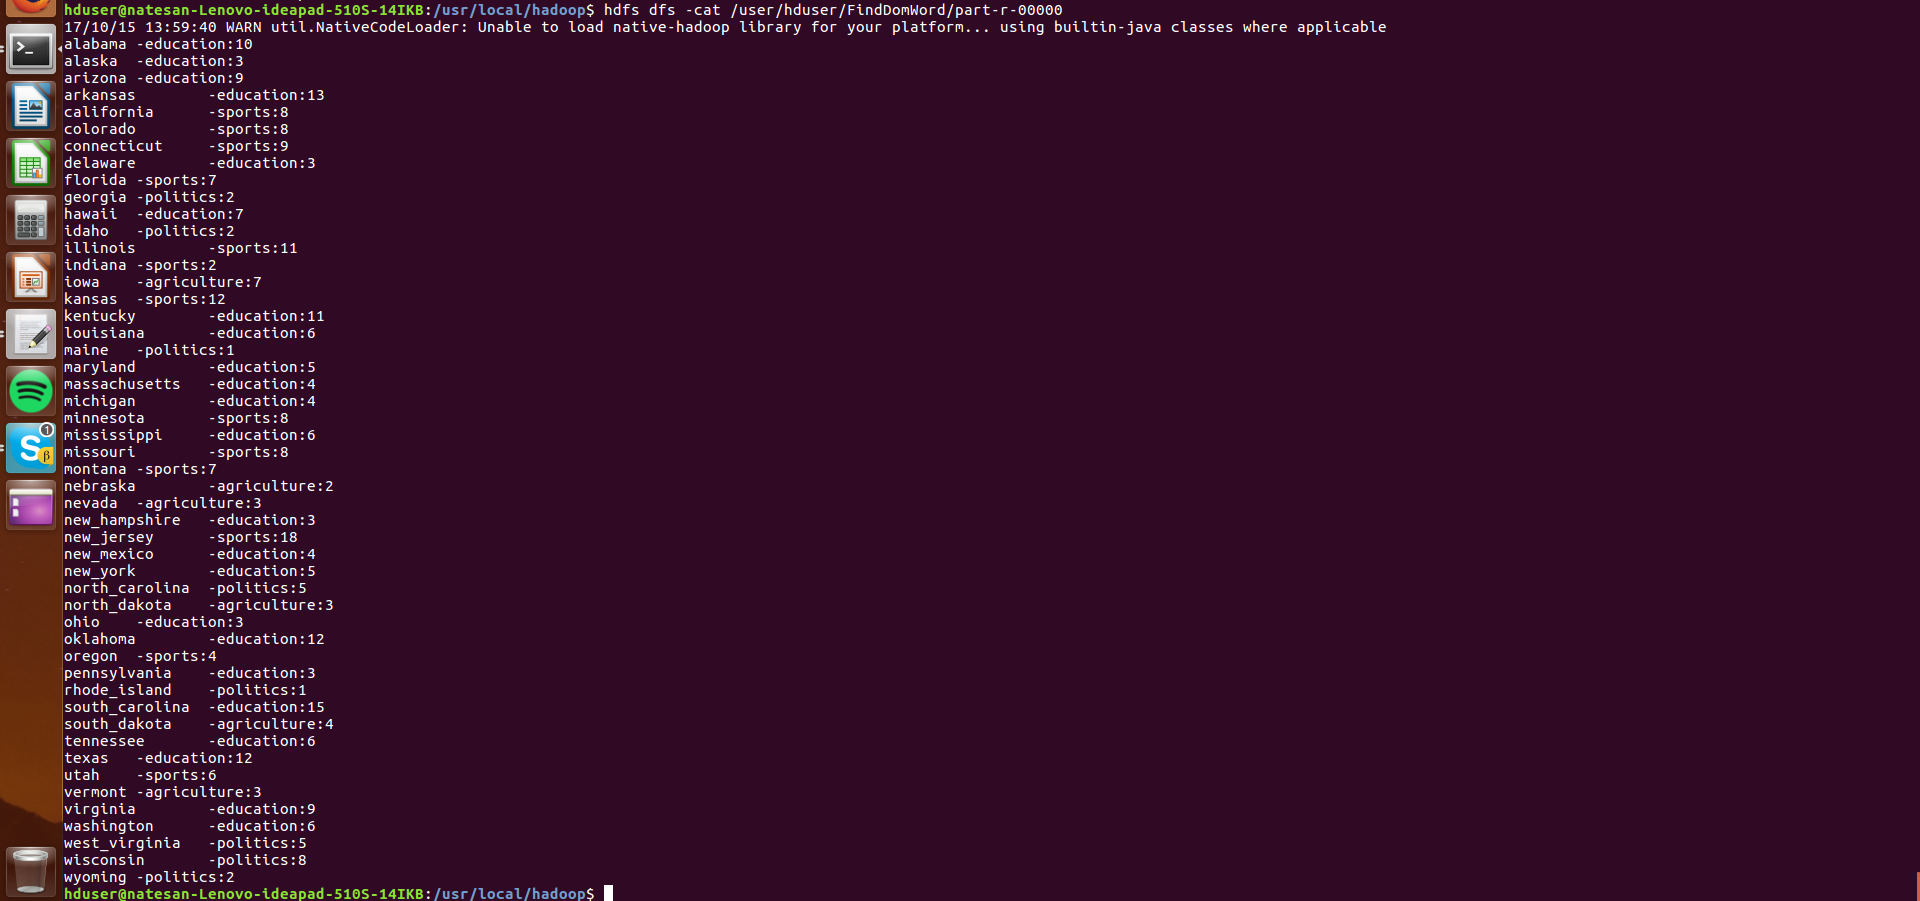 hduser@natesan-Lenovo-ideapad-510S-14IKB:/usr/local/hadoop$ hdfs dfs -cat /user/hduser/FindDomWord/part-r-00000
17/10/15 13:59:40 WARN util.NativeCodeLoader: Unable to load native-hadoop library for your platform... using builtin-java classes where applicable
alabama -education:10
alaska  -education:3
arizona -education:9
arkansas        -education:13
california      -sports:8
colorado        -sports:8
connecticut     -sports:9
delaware        -education:3
florida -sports:7
georgia -politics:2
hawaii  -education:7
idaho   -politics:2
illinois        -sports:11
indiana -sports:2
iowa    -agriculture:7
kansas  -sports:12
kentucky        -education:11
louisiana       -education:6
maine   -politics:1
maryland        -education:5
massachusetts   -education:4
michigan        -education:4
minnesota       -sports:8
mississippi     -education:6
missouri        -sports:8
montana -sports:7
nebraska        -agriculture:2
nevada  -agriculture:3
new_hampshire   -education:3
new_jersey      -sports:18
new_mexico      -education:4
new_york        -education:5
north_carolina  -politics:5
north_dakota    -agriculture:3
ohio    -education:3
oklahoma        -education:12
oregon  -sports:4
pennsylvania    -education:3
rhode_island    -politics:1
south_carolina  -education:15
south_dakota    -agriculture:4
tennessee       -education:6
texas   -education:12
utah    -sports:6
vermont -agriculture:3
virginia        -education:9
washington      -education:6
west_virginia   -politics:5
wisconsin       -politics:8
wyoming -politics:2
hduser@natesan-Lenovo-ideapad-510S-14IKB:/usr/local/hadoop$
>_
S
1
β